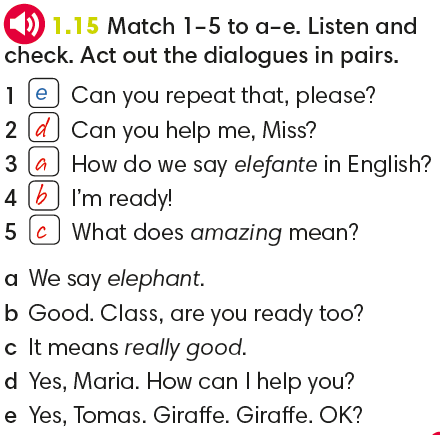 1.15 Match 1–5 to a–e. Listen and
check. Act out the dialogues in pairs.
1 e Can you repeat that, please?
2 d Can you help me, Miss?
3 a How do we say elefante in English?
4 b I'm ready!
5 c What does amazing mean?
a We say elephant.
b Good. Class, are you ready too?
c It means really good.
d Yes, Maria. How can I help you?
e Yes, Tomas. Giraffe. Giraffe. OK?